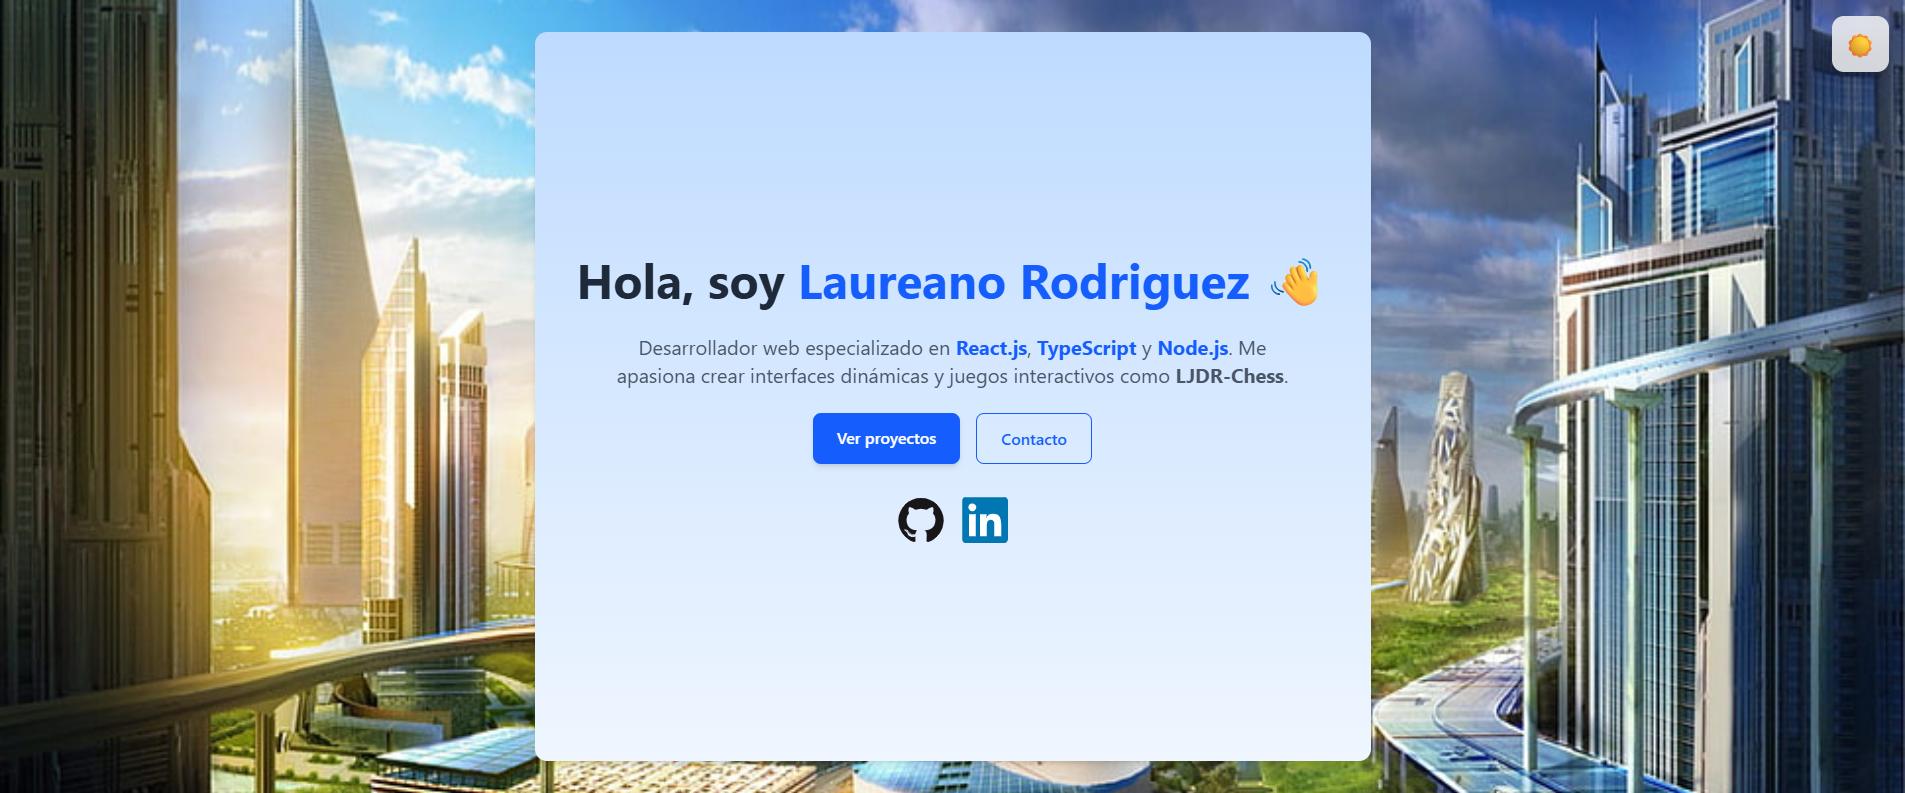 Hola, soy Laureano Rodriguez 👋
Desarrollador web especializado en React.js, TypeScript y Node.js. Me
apasiona crear interfaces dinámicas y juegos interactivos como LJDR-Chess.
Ver proyectos
Contacto
in